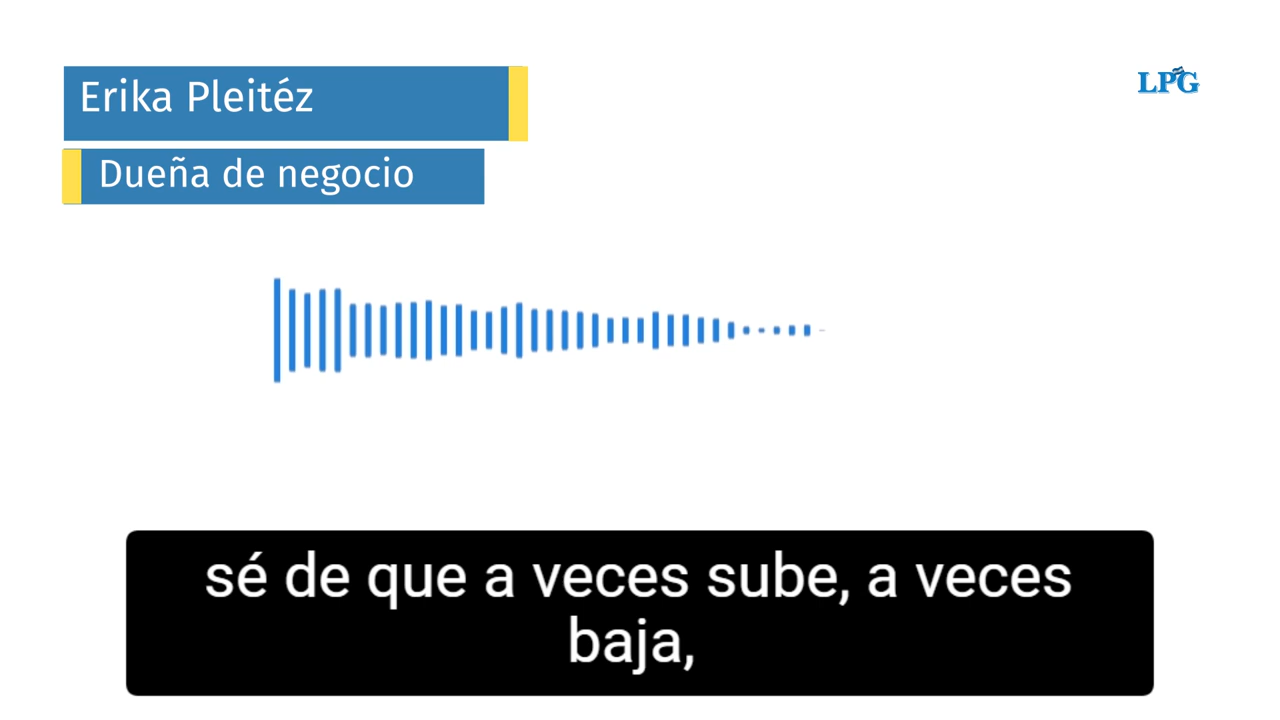 Erika Pleitéz
LPG
Dueña de negocio
sé de que a veces sube, a veces
baja,